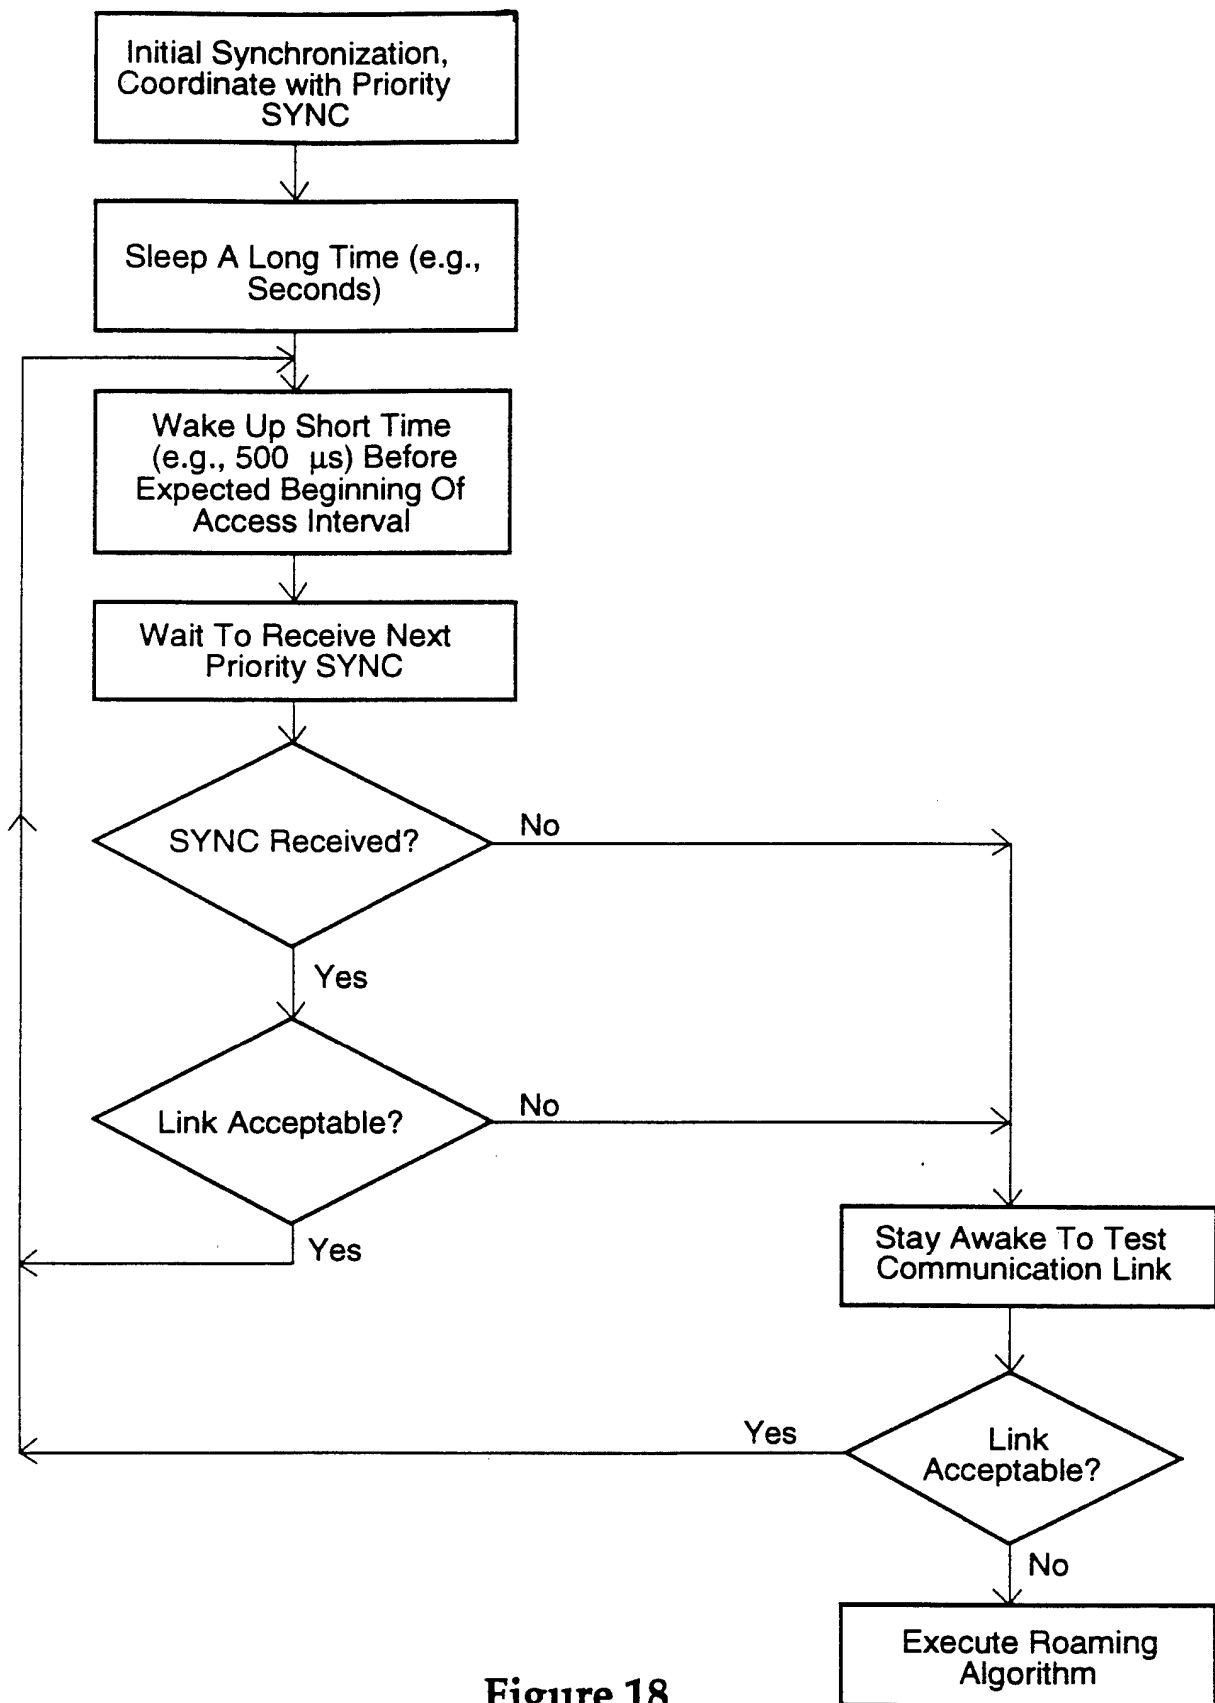 Initial Synchronization,
Coordinate with Priority
SYNC
Sleep A Long Time (e.g.,
Seconds)
Wake Up Short Time
(e.g., 500 µs) Before
Expected Beginning Of
Access Interval
Wait To Receive Next
Priority SYNC
SYNC Received?
No
Yes
Link Acceptable?
No
Yes
Stay Awake To Test
Communication Link
Link
Acceptable?
Yes
No
Execute Roaming
Algorithm
Figure 18